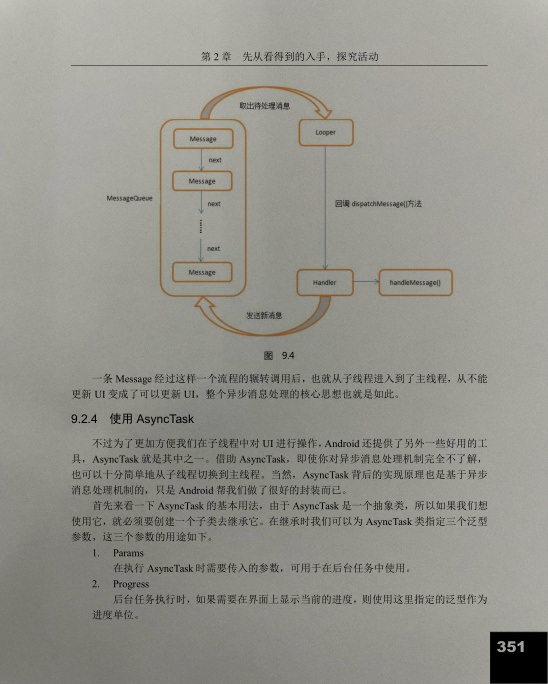 第 2 章 先从看得到的入手，探究活动
取出待处理消息
Message
Looper
next
Message
MessageQueue
next
回调 dispatchMessage()方法
next
Message
Handler
handleMessage()
发送新消息
图 9.4
一条 Message 经过这样一个流程的辗转调用后，也就从子线程进入到了主线程，从不能
更新 UI 变成了可以更新 UI，整个异步消息处理的核心思想也就是如此。
9.2.4 使用 AsyncTask
不过为了更加方便我们在子线程中对 UI 进行操作，Android 还提供了另外一些好用的工
具，AsyncTask 就是其中之一。借助 AsyncTask，即使你对异步消息处理机制完全不了解，
也可以十分简单地从子线程切换到主线程。当然，AsyncTask 背后的实现原理也是基于异步
消息处理机制的，只是 Android 帮我们做了很好的封装而已。
首先来看一下 AsyncTask 的基本用法，由于 AsyncTask 是一个抽象类，所以如果我们想
使用它，就必须要创建一个子类去继承它。在继承时我们可以为 AsyncTask 类指定三个泛型
参数，这三个参数的用途如下。
1. Params
在执行 AsyncTask 时需要传入的参数，可用于在后台任务中使用。
2. Progress
后台任务执行时，如果需要在界面上显示当前的进度，则使用这里指定的泛型作为
进度单位。
351